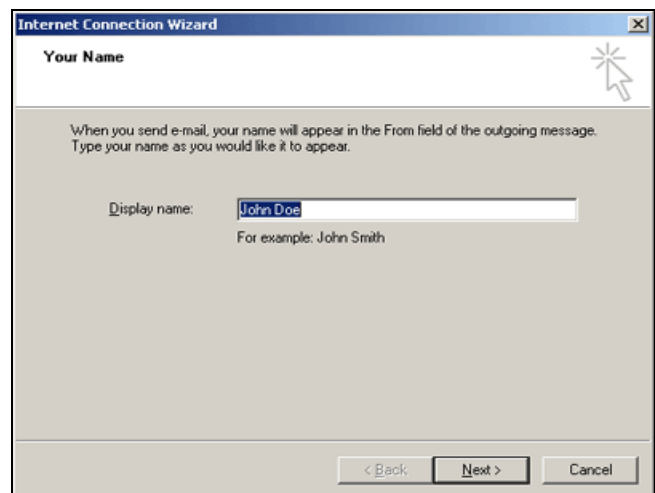 Internet Connection Wizard
Your Name
When you send e-mail, your name will appear in the From field of the outgoing message.
Type your name as you would like it to appear.
Display name: John Doe
For example: John Smith
< Back Next > Cancel